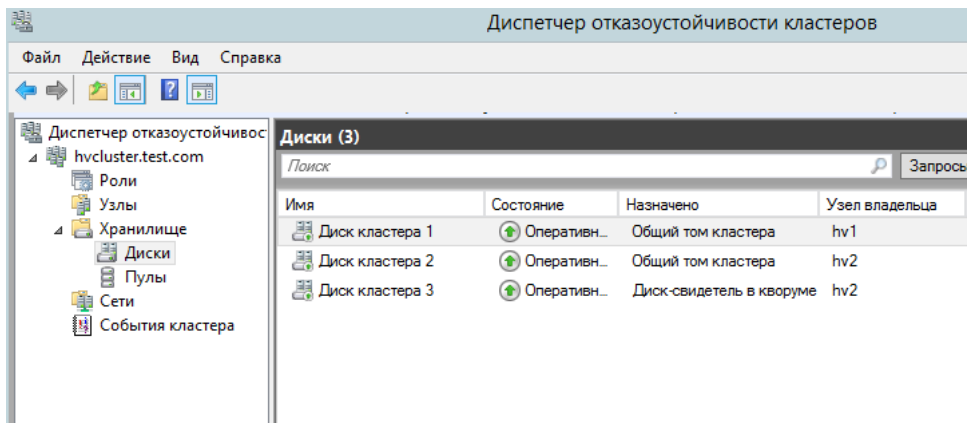 Диспетчер отказоустойчивости кластеров
Файл Действие Вид Справка
Диспетчер отказоустойчивос
hvcluster.test.com
Роли
Узлы
Хранилище
Диски
Пулы
Сети
События кластера
Диски (3)
Поиск Запросы
Имя Состояние Назначено Узел владельца
Диск кластера 1 Оперативн... Общий том кластера hv1
Диск кластера 2 Оперативн... Общий том кластера hv2
Диск кластера 3 Оперативн... Диск-свидетель в кворуме hv2